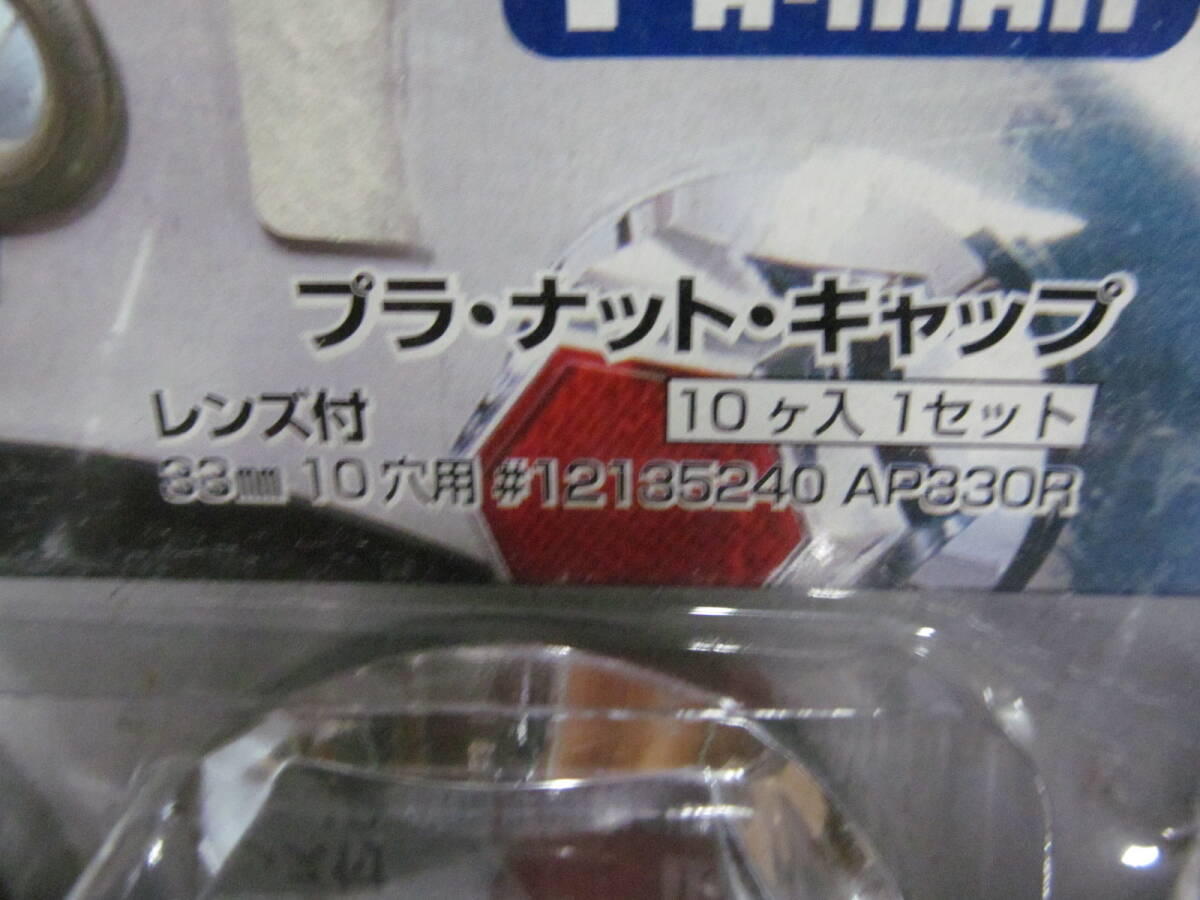 プラ・ナット・キャップ
レンズ付
10ヶ入 1セット
33㎜ 10穴用 #12135240 AP330R